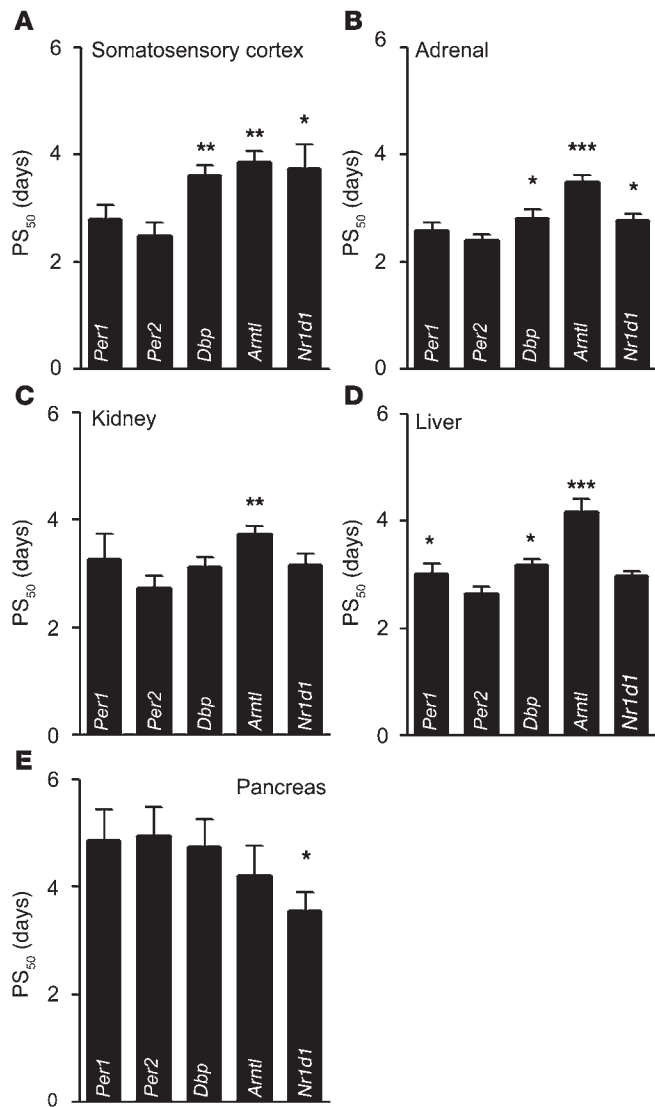 A
Somatosensory cortex
PS50 (days)
6
4
2
0
**
**
*
Per1
Per2
Dbp
Arntl
Nr1d1
B
Adrenal
PS50 (days)
6
4
2
0
*
***
*
Per1
Per2
Dbp
Arntl
Nr1d1
C
Kidney
PS50 (days)
6
4
2
0
**
Per1
Per2
Dbp
Arntl
Nr1d1
D
Liver
PS50 (days)
6
4
2
0
*
*
***
Per1
Per2
Dbp
Arntl
Nr1d1
E
Pancreas
PS50 (days)
6
4
2
0
*
Per1
Per2
Dbp
Arntl
Nr1d1